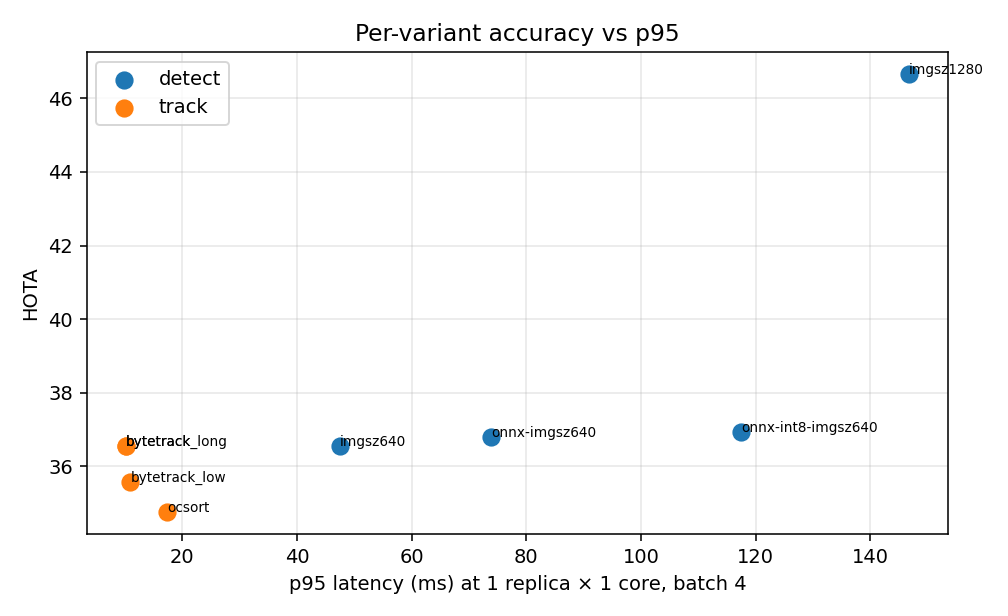 Per-variant accuracy vs p95
detect
track
HOTA
46
44
42
40
38
36
imgsz1280
bytetrack_long
imgsz640
onnx-imgsz640
onnx-int8-imgsz640
bytetrack_low
ocsort
20 40 60 80 100 120 140
p95 latency (ms) at 1 replica × 1 core, batch 4